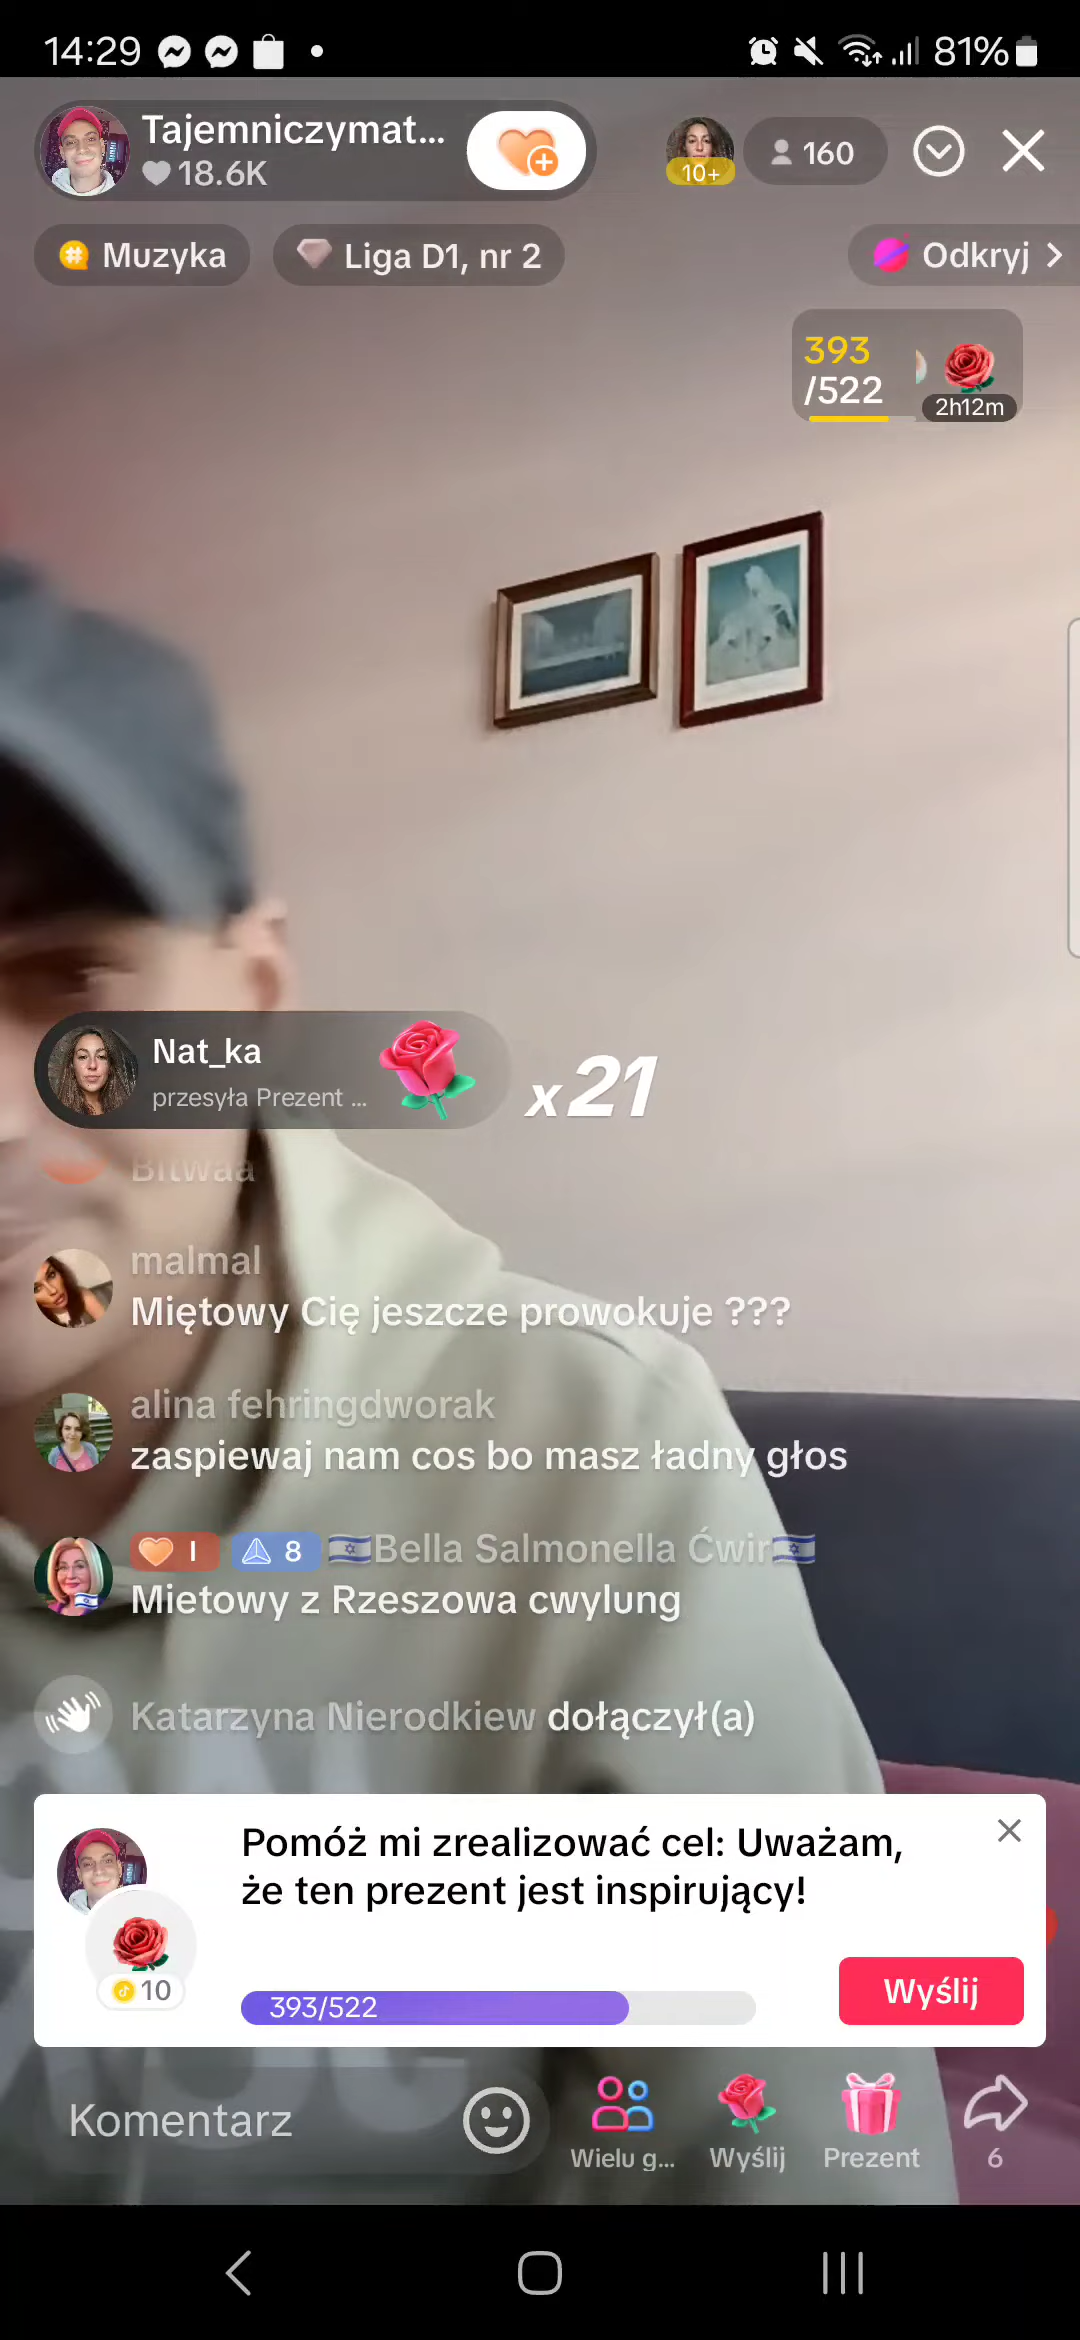 14:29
81%
Tajemniczymat...
18.6K
10+
160
Muzyka
Liga D1, nr 2
Odkryj
393
/522
2h12m
Nat_ka
przesyła Prezent ...
x21
Bitwaa
malmal
Miętowy Cię jeszcze prowokuje ???
alina fehringdworak
zaspiewaj nam cos bo masz ładny głos
I 8 🇮🇱Bella Salmonella Ćwir🇮🇱
Mietowy z Rzeszowa cwylung
Katarzyna Nierodkiew dołączył(a)
Pomóż mi zrealizować cel: Uważam,
że ten prezent jest inspirujący!
10
393/522
Wyślij
Komentarz
Wielu g...
Wyślij
Prezent
6